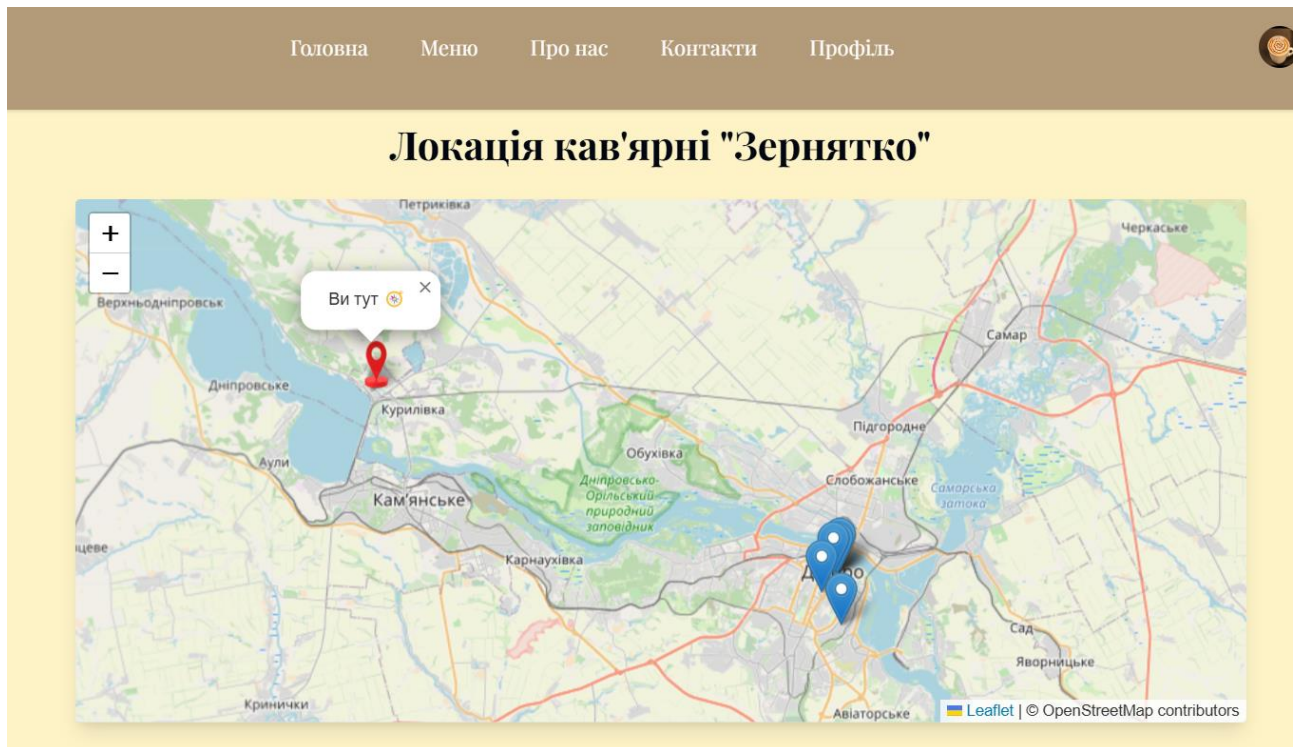 Головна Меню Про нас Контакти Профіль
Локація кав'ярні "Зернятко"
Петриківка
Черкаське
+
−
Ви тут ×
Верхньодніпровськ
Самар
Дніпровське
Курилівка
Підгородне
Обухівка
Аули
Дніпровсько-
Орільський
природний
заповідник
Слобожанське
Самарська
затока
Кам'янське
Карнаухівка
Сад
Яворницьке
Кринички
Авіаторське
Leaflet | © OpenStreetMap contributors